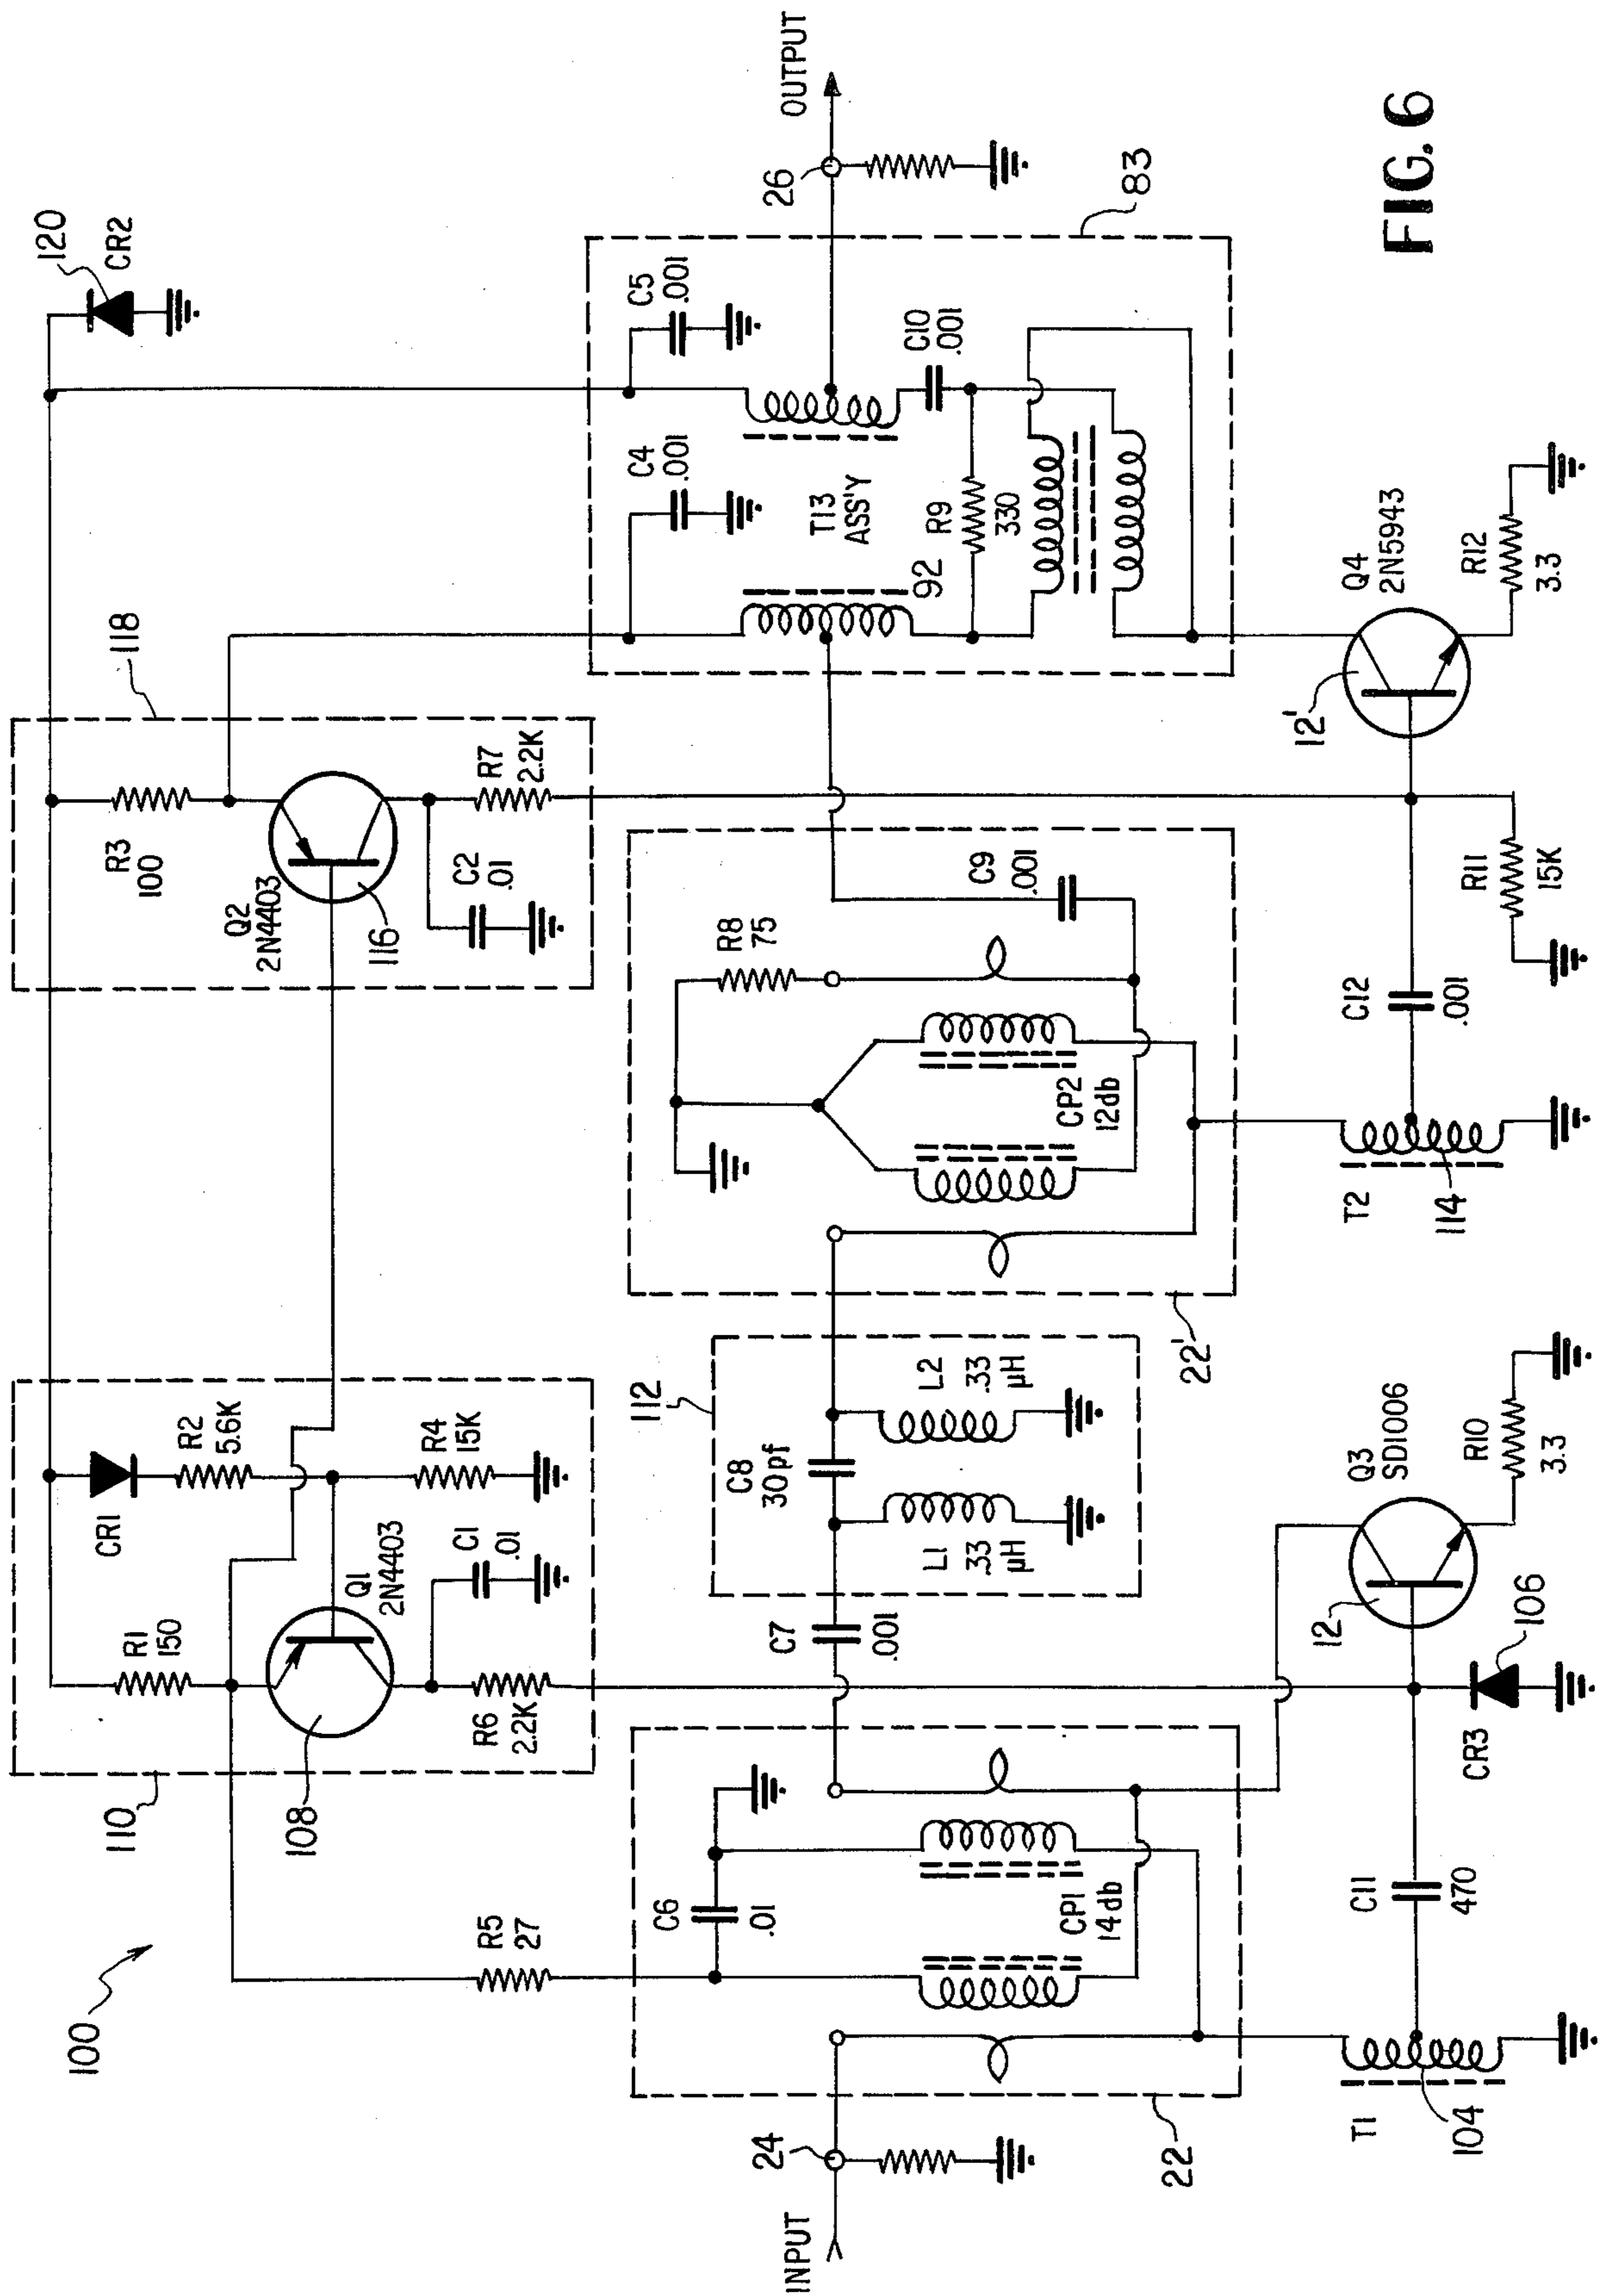 100
110
108
R1
150
CR1
R2
5.6K
R4
15K
Q1
2N4403
C1
.01
R6
2.2K
118
R3
100
Q2
2N4403
116
C2
.01
R7
2.2K
120
CR2
R5
27
C6
.01
CP1
14db
INPUT
24
22
C7
.001
112
C8
30pf
L1
.33
µH
L2
.33
µH
22'
R8
75
C9
.001
CP2
12db
C4
.001
C5
.001
T13
ASS'Y
92
R9
330
C10
.001
83
26
OUTPUT
T1
104
C11
470
CR3
106
12
Q3
SD1006
R10
3.3
T2
114
C12
.001
R11
15K
12'
Q4
2N5943
R12
3.3
FIG. 6